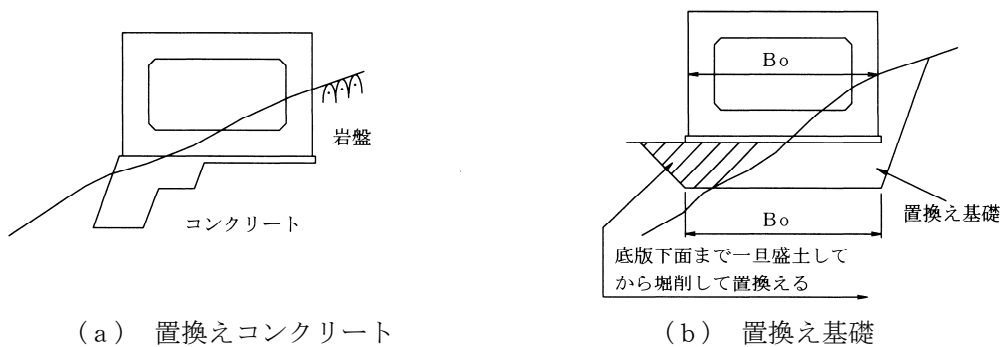 岩盤
コンクリート
(a) 置換えコンクリート
Bo
置換え基礎
Bo
底版下面まで一旦盛土して
から堀削して置換える
(b) 置換え基礎